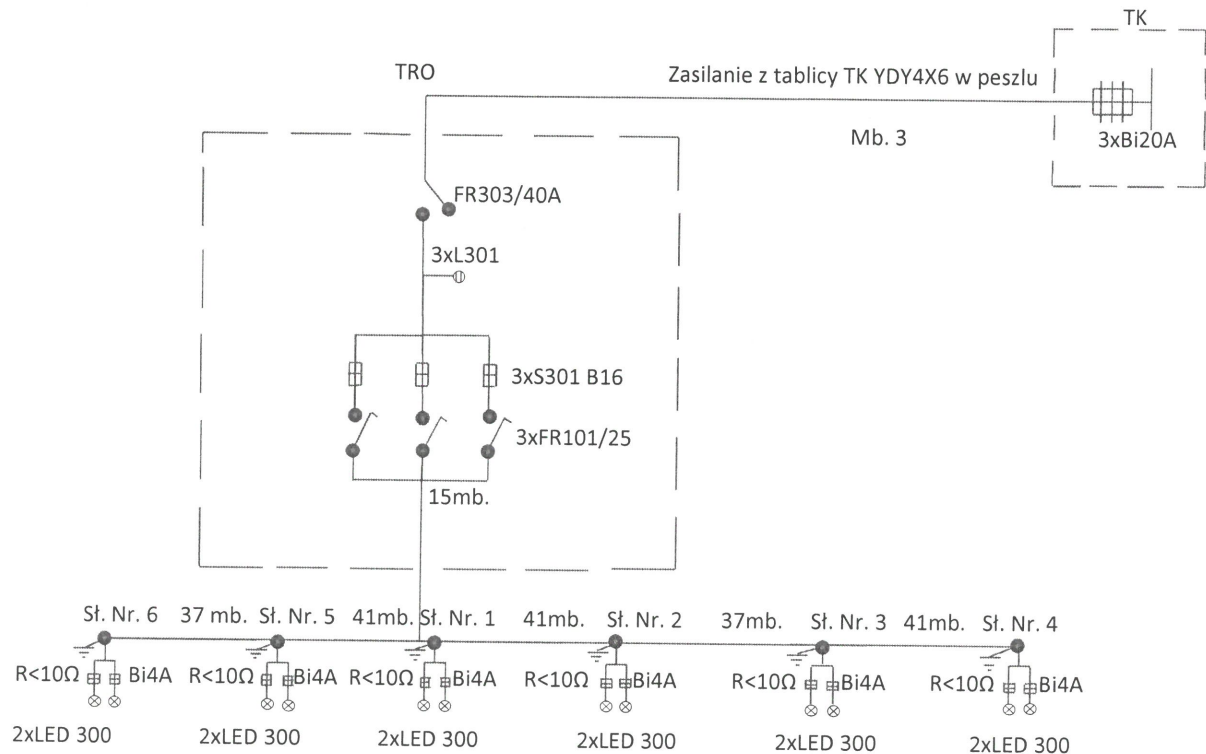 TK
TRO
Zasilanie z tablicy TK YDY4X6 w peszlu
Mb. 3
3xBi20A
FR303/40A
3xL301
3xS301 B16
3xFR101/25
15mb.
Sł. Nr. 6 37 mb. Sł. Nr. 5 41mb. Sł. Nr. 1 41mb. Sł. Nr. 2 37mb. Sł. Nr. 3 41mb. Sł. Nr. 4
R<10Ω Bi4A R<10Ω Bi4A R<10Ω Bi4A R<10Ω Bi4A R<10Ω Bi4A R<10Ω Bi4A
2xLED 300 2xLED 300 2xLED 300 2xLED 300 2xLED 300 2xLED 300